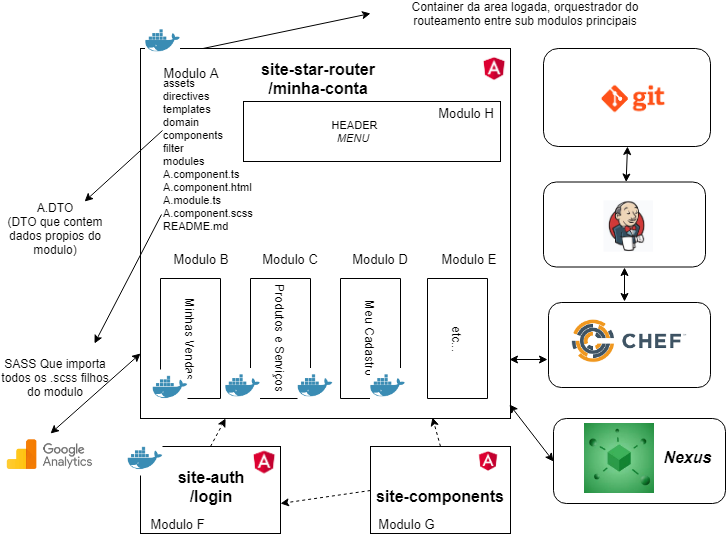 Container da area logada, orquestrador do
routeamento entre sub modulos principais
Modulo A
assets
directives
templates
domain
components
filter
modules
A.component.ts
A.component.html
A.module.ts
A.component.scss
README.md
site-star-router
/minha-conta
Modulo H
HEADER
MENU
git
A.DTO
(DTO que contem
dados propios do
modulo)
Modulo B
Modulo C
Modulo D
Modulo E
Minhas Vendas
Produtos e Serviços
Meu Cadastro
etc...
CHEF
SASS Que importa
todos os .scss filhos
do modulo
Google
Analytics
site-auth
/login
Modulo F
site-components
Modulo G
Nexus